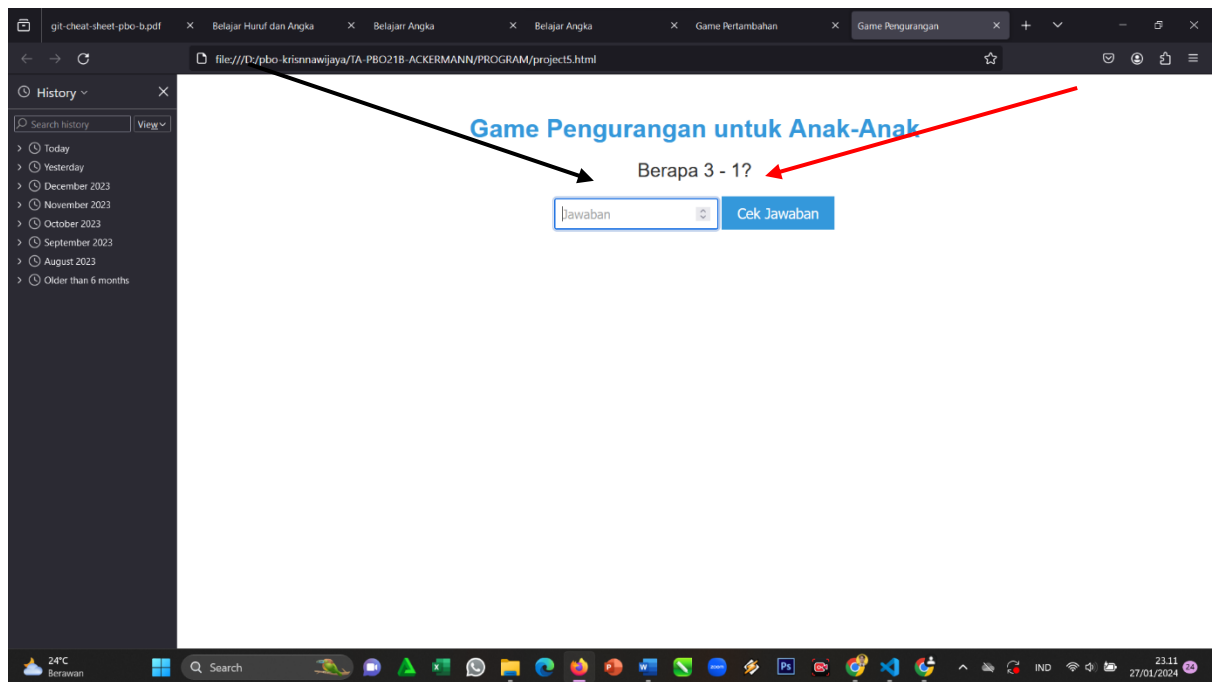 git-cheat-sheet-pbo-b.pdf
Belajar Huruf dan Angka
Belajarr Angka
Belajar Angka
Game Pertambahan
Game Pengurangan
file:///D:/pbo-krisnnawijaya/TA-PBO21B-ACKERMANN/PROGRAM/project5.html
History
Search history
View
Today
Yesterday
December 2023
November 2023
October 2023
September 2023
August 2023
Older than 6 months
Game Pengurangan untuk Anak-Anak
Berapa 3 - 1?
Jawaban
Cek Jawaban
24°C
Berawan
Search
zoom
Ps
IND
23.11
27/01/2024
24